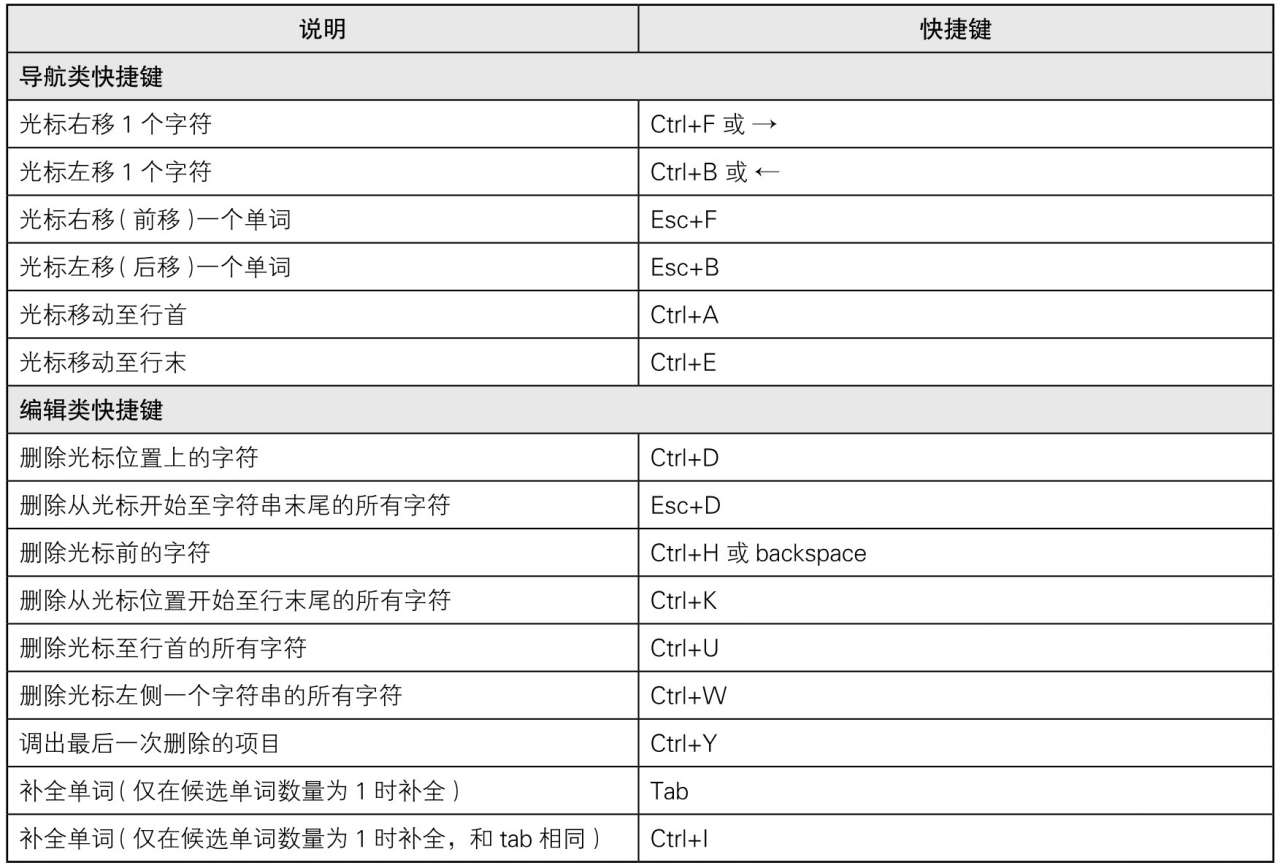 说明 快捷键
导航类快捷键
光标右移 1 个字符 Ctrl+F 或 →
光标左移 1 个字符 Ctrl+B 或 ←
光标右移( 前移 )一个单词 Esc+F
光标左移( 后移 )一个单词 Esc+B
光标移动至行首 Ctrl+A
光标移动至行末 Ctrl+E
编辑类快捷键
删除光标位置上的字符 Ctrl+D
删除从光标开始至字符串末尾的所有字符 Esc+D
删除光标前的字符 Ctrl+H 或 backspace
删除从光标位置开始至行末尾的所有字符 Ctrl+K
删除光标至行首的所有字符 Ctrl+U
删除光标左侧一个字符串的所有字符 Ctrl+W
调出最后一次删除的项目 Ctrl+Y
补全单词( 仅在候选单词数量为 1 时补全 ) Tab
补全单词( 仅在候选单词数量为 1 时补全，和 tab 相同 ) Ctrl+I